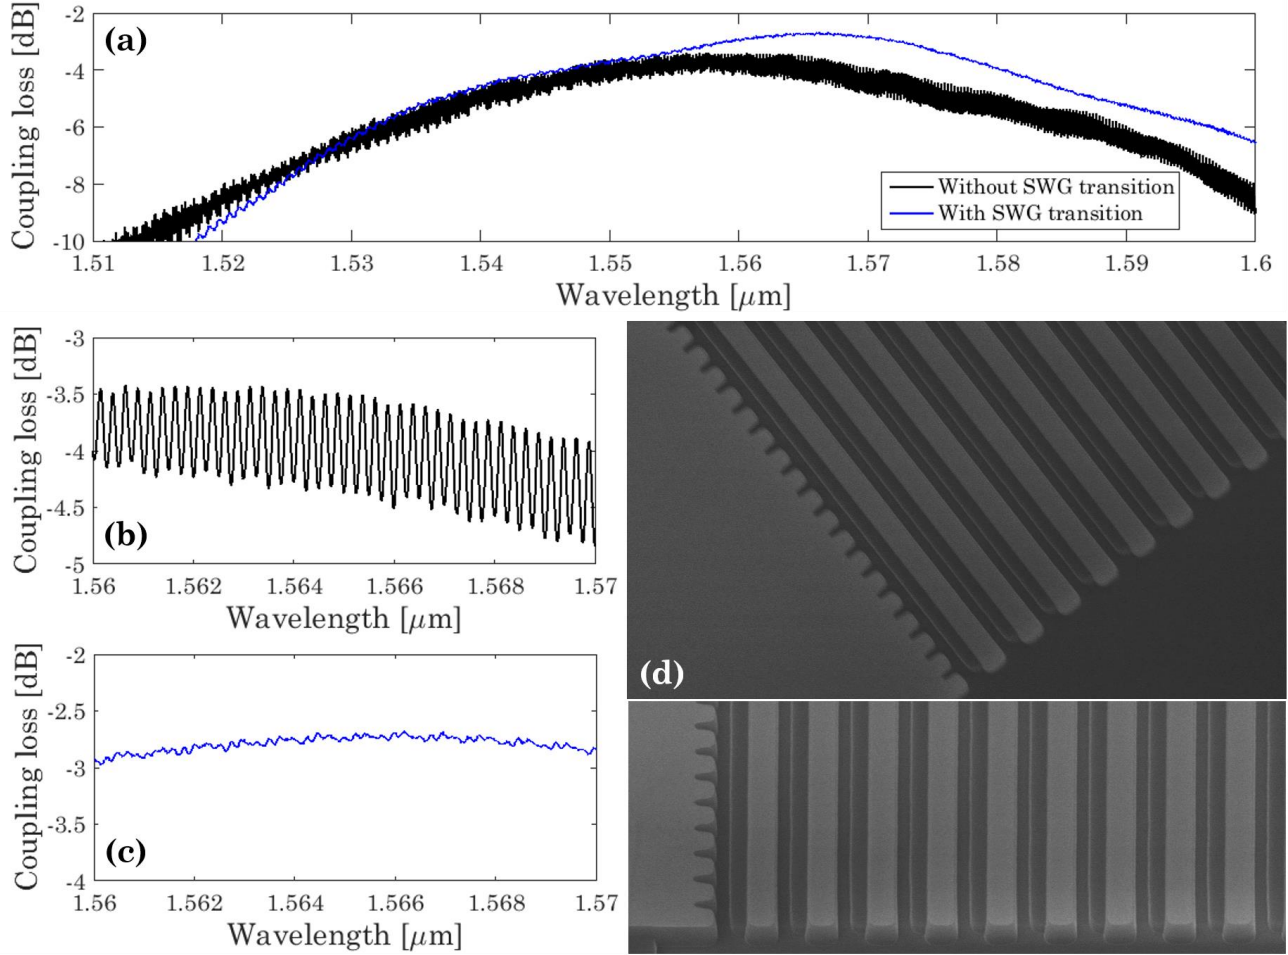 (a)
Coupling loss [dB]
-2
-4
-6
-8
-10
Without SWG transition
With SWG transition
1.51 1.52 1.53 1.54 1.55 1.56 1.57 1.58 1.59 1.6
Wavelength [μm]
Coupling loss [dB]
-3
-3.5
-4
-4.5
-5
(b)
1.56 1.562 1.564 1.566 1.568 1.57
Wavelength [μm]
Coupling loss [dB]
-2
-2.5
-3
-3.5
-4
(c)
1.56 1.562 1.564 1.566 1.568 1.57
Wavelength [μm]
(d)